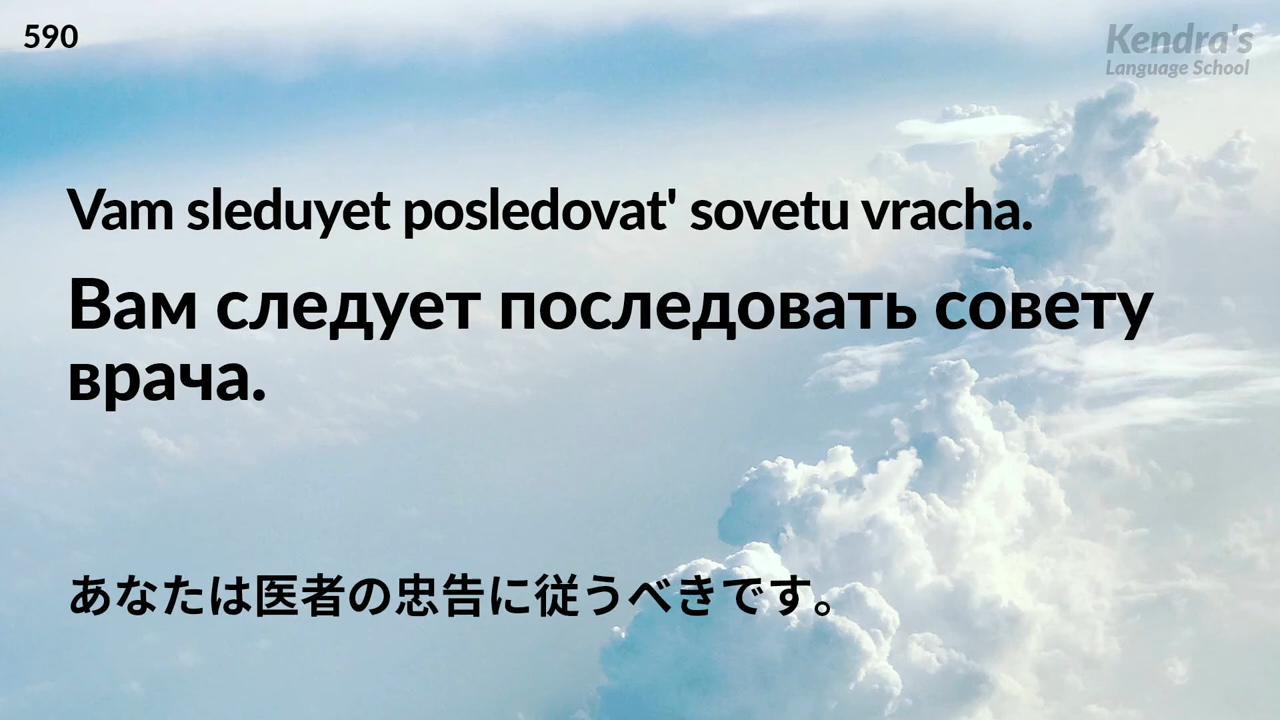 590
Kendra's
Language School
Vam sleduyet posledovat' sovetu vracha.
Вам следует последовать совету
врача.
あなたは医者の忠告に従うべきです。